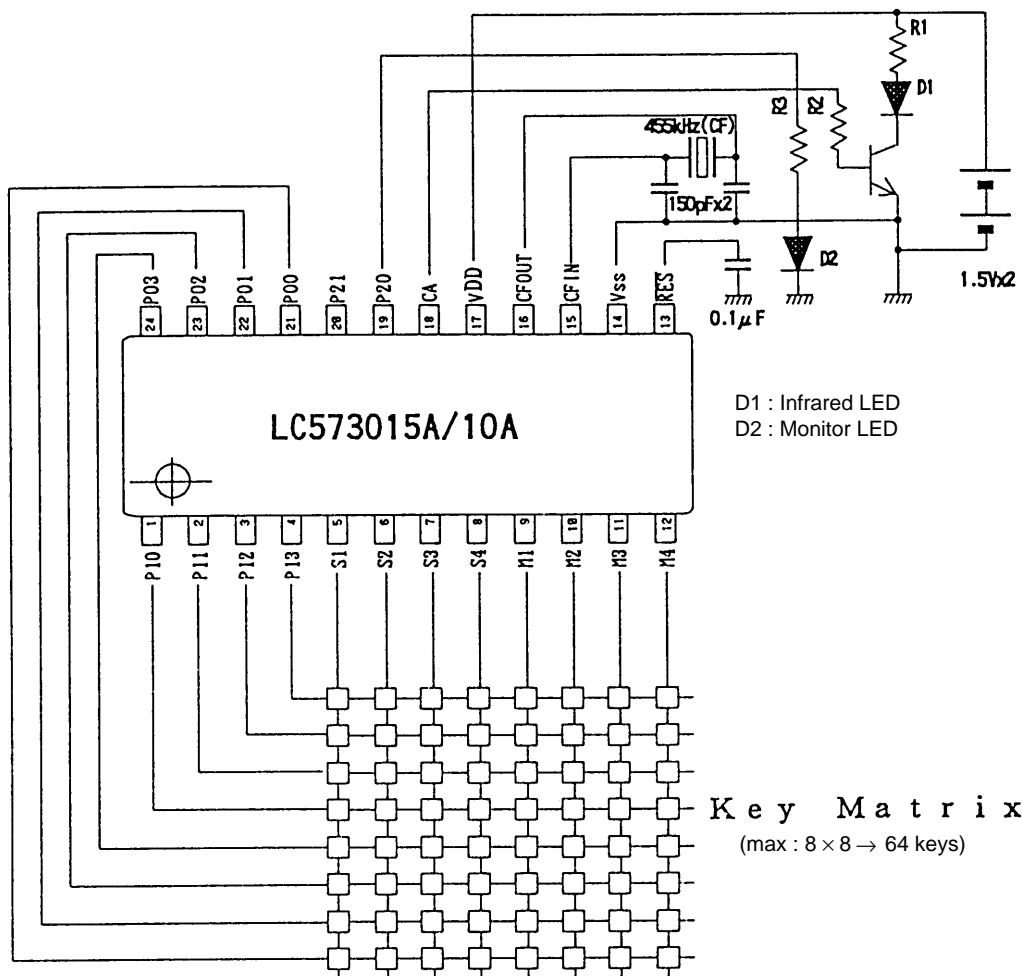 R1
D1
R3
R2
455kHz(CF)
150pFx2
D2
1.5Vx2
0.1μF
P03
P02
P01
P00
P21
P20
CA
VDD
CFOUT
CFIN
Vss
RES
24
23
22
21
20
19
18
17
16
15
14
13
LC573015A/10A
D1 : Infrared LED
D2 : Monitor LED
1
2
3
4
5
6
7
8
9
10
11
12
P10
P11
P12
P13
S1
S2
S3
S4
M1
M2
M3
M4
Key Matrix
(max : 8 × 8 → 64 keys)